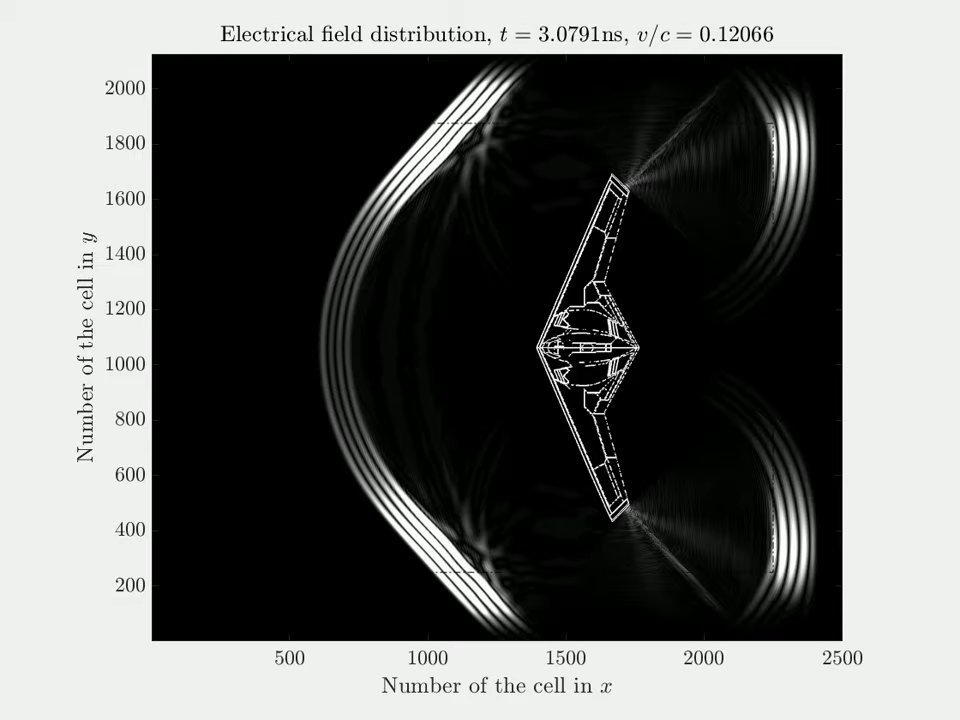 Electrical field distribution, t = 3.0791ns, v/c = 0.12066
Number of the cell in y
2000
1800
1600
1400
1200
1000
800
600
400
200
500 1000 1500 2000 2500
Number of the cell in x